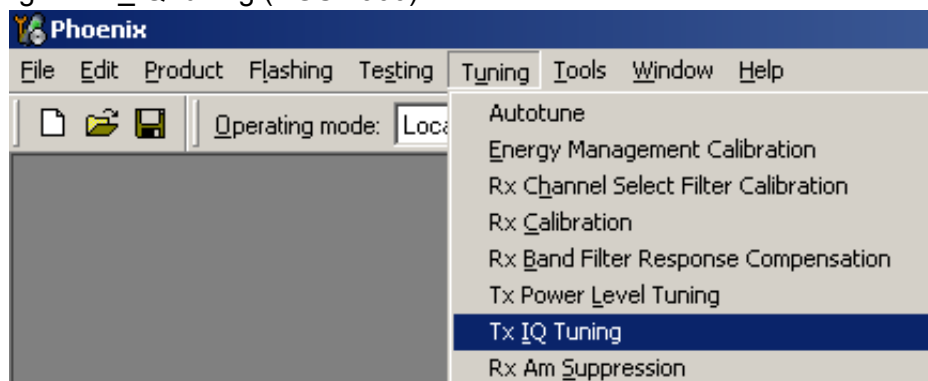 Phoenix
File Edit Product Flashing Testing Tuning Tools Window Help
Operating mode: Loca
Autotune
Energy Management Calibration
Rx Channel Select Filter Calibration
Rx Calibration
Rx Band Filter Response Compensation
Tx Power Level Tuning
Tx IQ Tuning
Rx Am Suppression